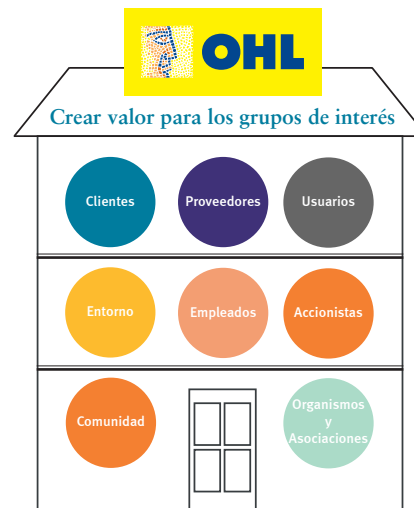 OHL
Crear valor para los grupos de interés
Clientes
Proveedores
Usuarios
Entorno
Empleados
Accionistas
Comunidad
Organismos
y
Asociaciones